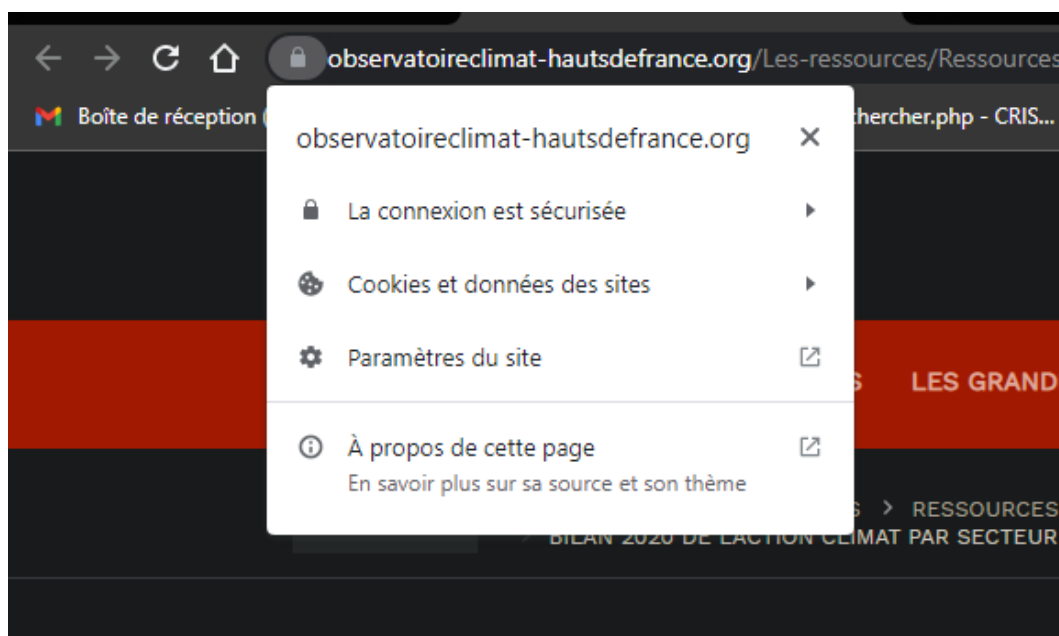 observatoireclimat-hautsdefrance.org/Les-ressources/Ressources
Boîte de réception
hercher.php - CRIS...
observatoireclimat-hautsdefrance.org
La connexion est sécurisée
Cookies et données des sites
Paramètres du site
LES GRAND
À propos de cette page
En savoir plus sur sa source et son thème
> RESSOURCES
BILAN 2020 DE L'ACTION CLIMAT PAR SECTEUR